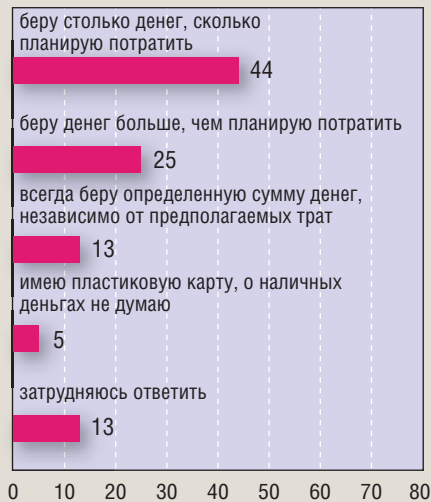 беру столько денег, сколько
планирую потратить
44
беру денег больше, чем планирую потратить
25
всегда беру определенную сумму денег,
независимо от предполагаемых трат
13
имею пластиковую карту, о наличных
деньгах не думаю
5
затрудняюсь ответить
13
0 10 20 30 40 50 60 70 80